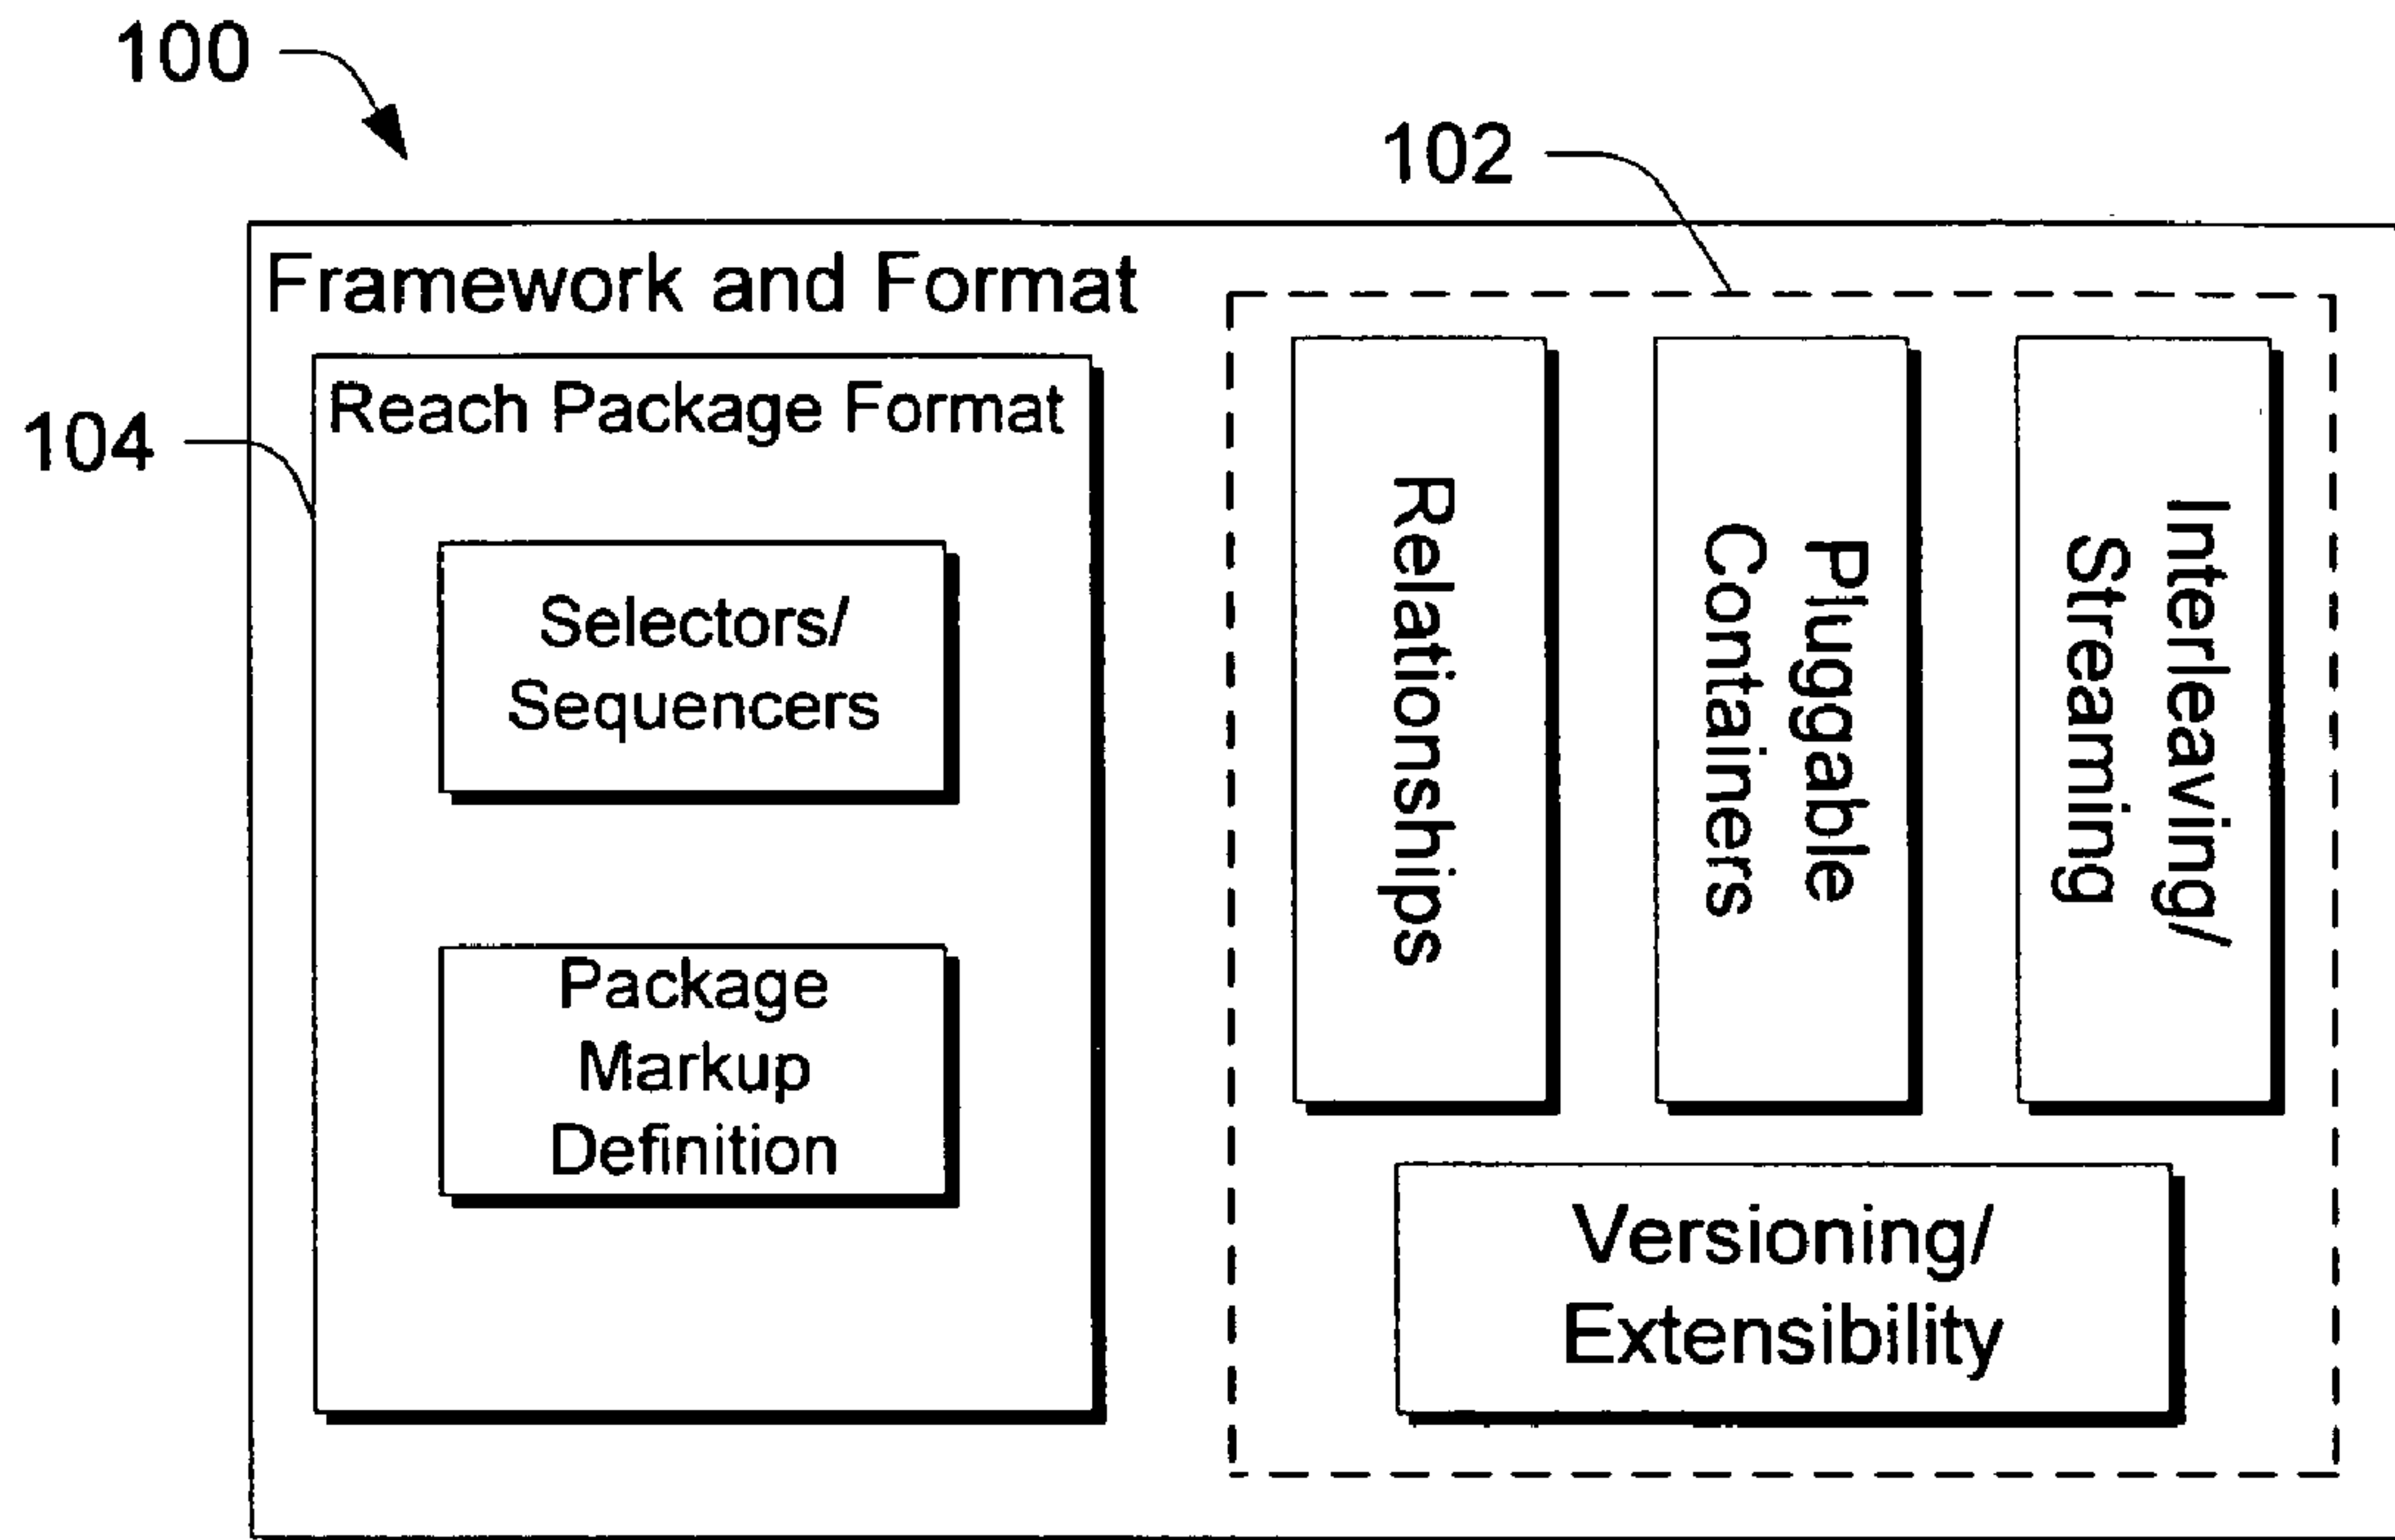 100
102
Framework and Format
104
Reach Package Format
Selectors/
Sequencers
Package
Markup
Definition
Relationships
Pluggable
Containers
Interleaving/
Streaming
Versioning/
Extensibility